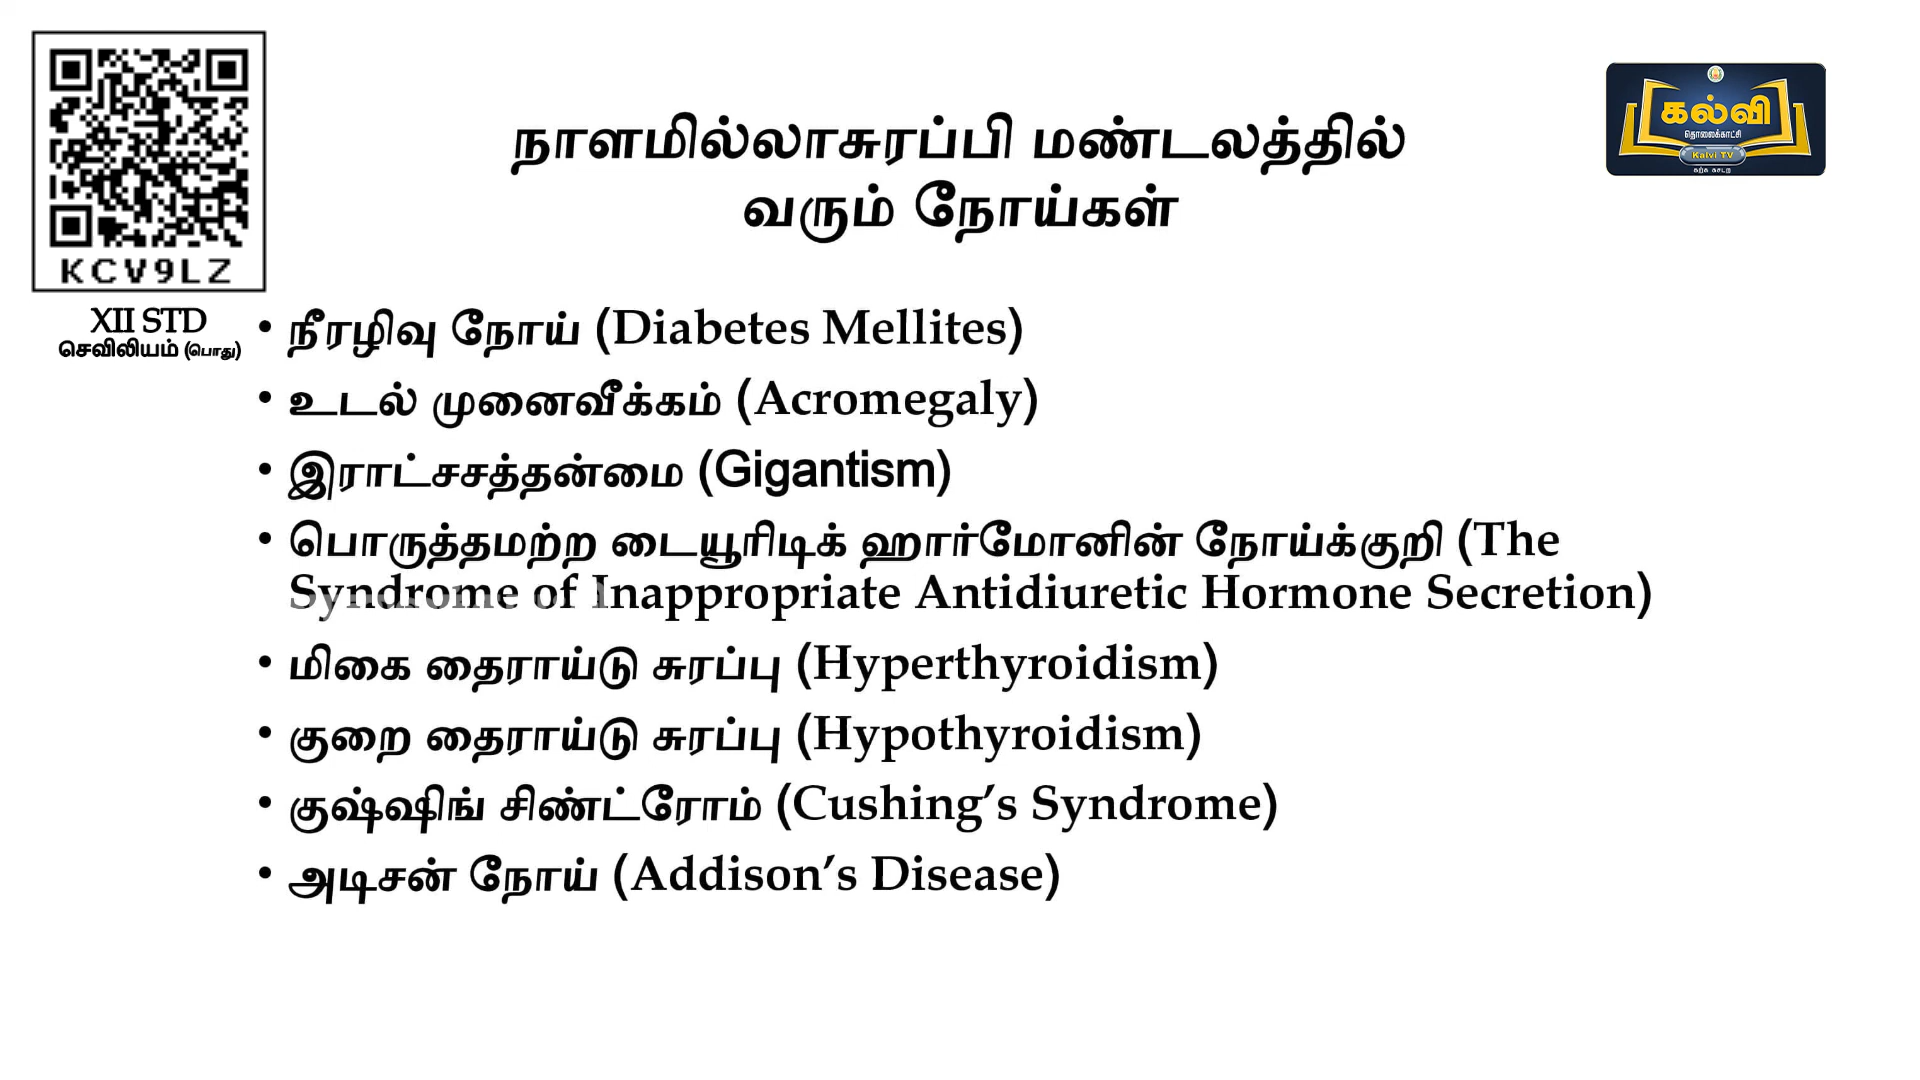 KCV9LZ
XII STD
செவிலியம் (பொது)
கல்வி
தொலைக்காட்சி
Kalvi TV
கற்க கசடற
நாளமில்லாசுரப்பி மண்டலத்தில்
வரும் நோய்கள்
• நீரழிவு நோய் (Diabetes Mellites)
• உடல் முனைவீக்கம் (Acromegaly)
• இராட்சசத்தன்மை (Gigantism)
• பொருத்தமற்ற டையூரிடிக் ஹார்மோனின் நோய்க்குறி (The
Syndrome of Inappropriate Antidiuretic Hormone Secretion)
• மிகை தைராய்டு சுரப்பு (Hyperthyroidism)
• குறை தைராய்டு சுரப்பு (Hypothyroidism)
• குஷ்ஷிங் சிண்ட்ரோம் (Cushing’s Syndrome)
• அடிசன் நோய் (Addison’s Disease)